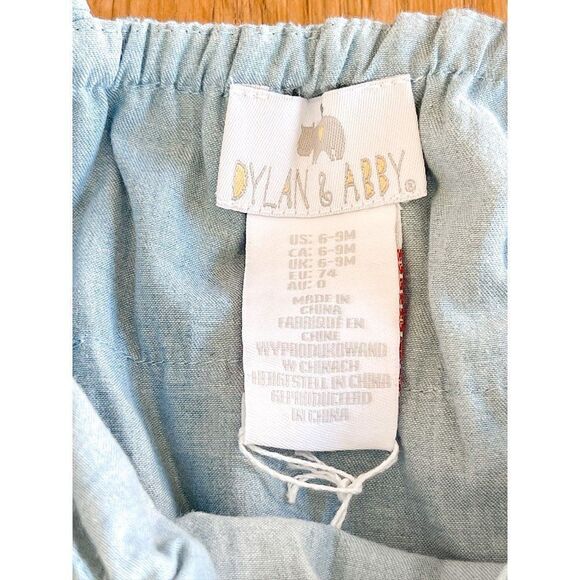 DYLAN & ABBY®
US: 6-9M
CA: 6-9M
UK: 6-9M
EU: 74
AU: 0
MADE IN
CHINA
FABRIQUÉ EN
CHINE
WYPRODUKOWANO
W CHINACH
HERGESTELLT IN CHINA
GEPRODUCEERD
IN CHINA